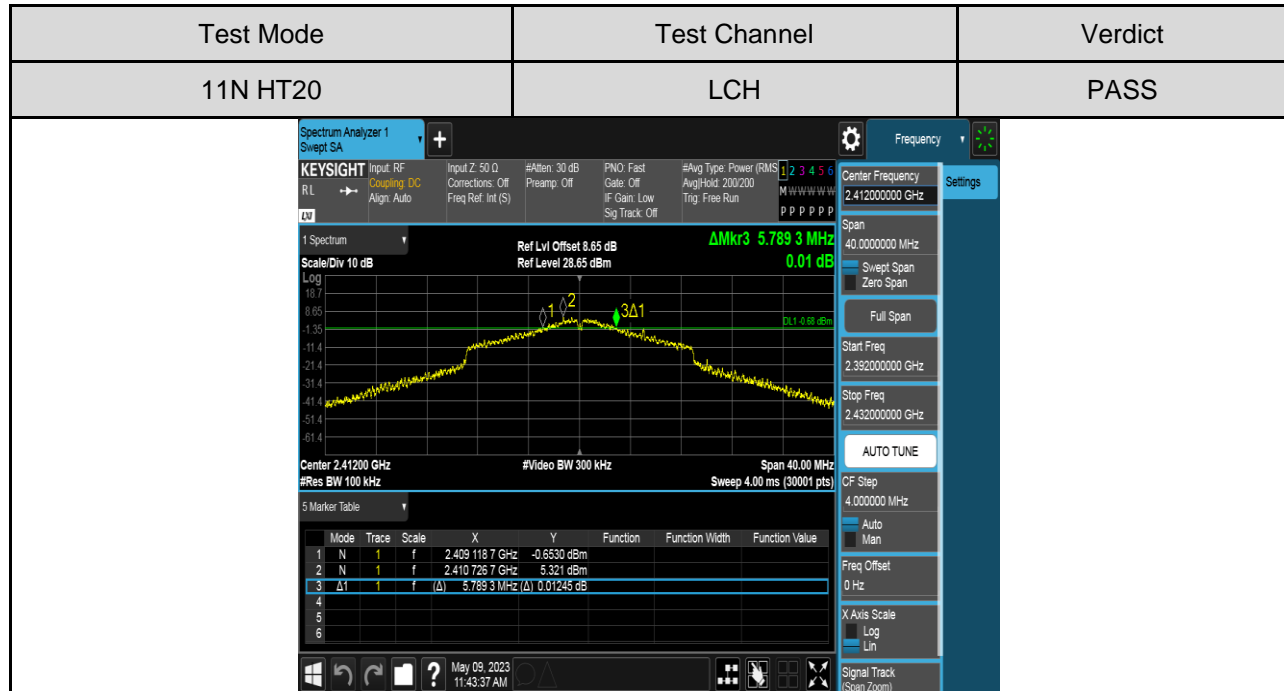 Test Mode Test Channel Verdict
11N HT20 LCH PASS
Spectrum Analyzer 1
Swept SA
+
Frequency
KEYSIGHT Input: RF Input Z: 50 Ω #Atten: 30 dB PNO: Fast #Avg Type: Power (RMS 1 2 3 4 5 6
RL Coupling: DC Corrections: Off Preamp: Off Gate: Off Avg|Hold: 200/200 M W W W W W
Align: Auto Freq Ref: Int (S) IF Gain: Low Trig: Free Run
LXI Sig Track: Off P P P P P P
Center Frequency
2.412000000 GHz
Settings
1 Spectrum
Ref Lvl Offset 8.65 dB ΔMkr3 5.789 3 MHz
Scale/Div 10 dB Ref Level 28.65 dBm 0.01 dB
Log
18.7
8.65
-1.35
-11.4
-21.4
-31.4
-41.4
-51.4
-61.4
1 2 3Δ1
DL1 -0.68 dBm
Center 2.41200 GHz #Video BW 300 kHz Span 40.00 MHz
#Res BW 100 kHz Sweep 4.00 ms (30001 pts)
Span
40.0000000 MHz
Swept Span
Zero Span
Full Span
Start Freq
2.392000000 GHz
Stop Freq
2.432000000 GHz
AUTO TUNE
CF Step
4.000000 MHz
Auto
Man
Freq Offset
0 Hz
X Axis Scale
Log
Lin
Signal Track
(Span Zoom)
5 Marker Table
Mode Trace Scale X Y Function Function Width Function Value
1 N 1 f 2.409 118 7 GHz -0.6530 dBm
2 N 1 f 2.410 726 7 GHz 5.321 dBm
3 Δ1 1 f (Δ) 5.789 3 MHz (Δ) 0.01245 dB
4
5
6
? May 09, 2023
11:43:37 AM